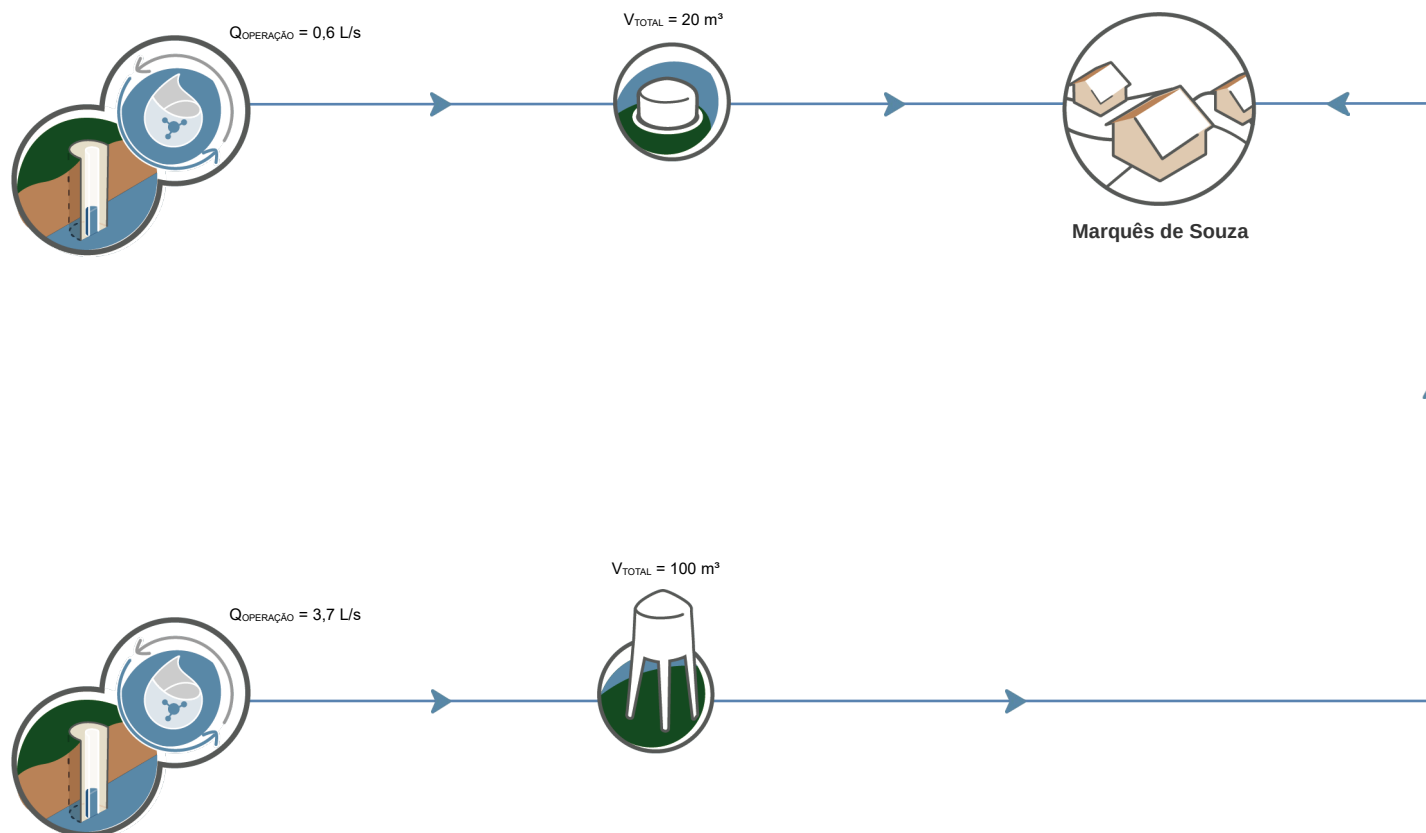 Qoperação = 0,6 L/s
Vtotal = 20 m³
Marquês de Souza
Vtotal = 100 m³
Qoperação = 3,7 L/s